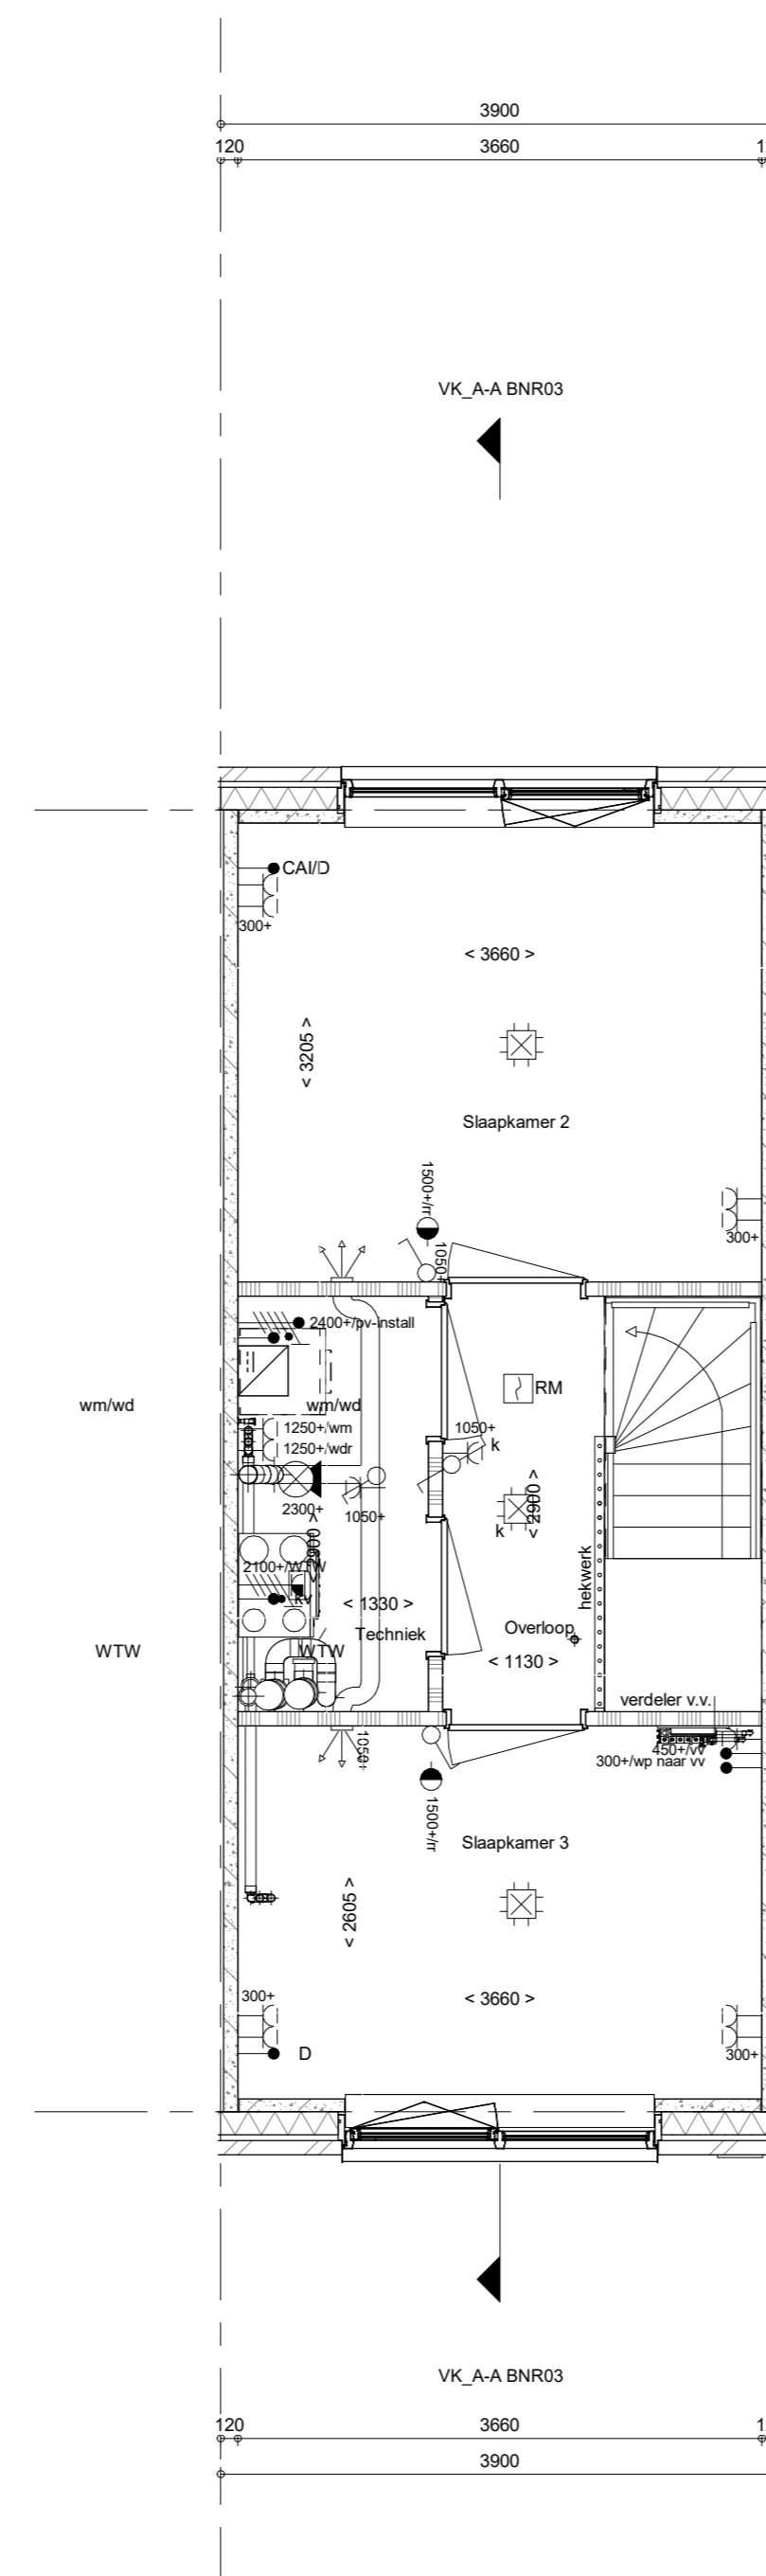 3900
120 3660 1
VK_A-A BNR03
CAI/D
300+
< 3660 >
< 3205 >
Slaapkamer 2
1500+/rr
1050+
300+
2400+/pv-install
RM
wm/wd
wm/wd
1250+/wm
1250+/wdr
1050+
k
2300+
1050+
< 2900 >
< 2900 >
k
2100+/WTW
kv
hekwerk
< 1330 >
Techniek
Overloop
WTW
WTW
< 1130 >
verdeler v.v.
1050+
450+/vv
300+/wp naar vv
1500+/rr
Slaapkamer 3
< 2605 >
300+
< 3660 >
D
300+
VK_A-A BNR03
120 3660 1
3900